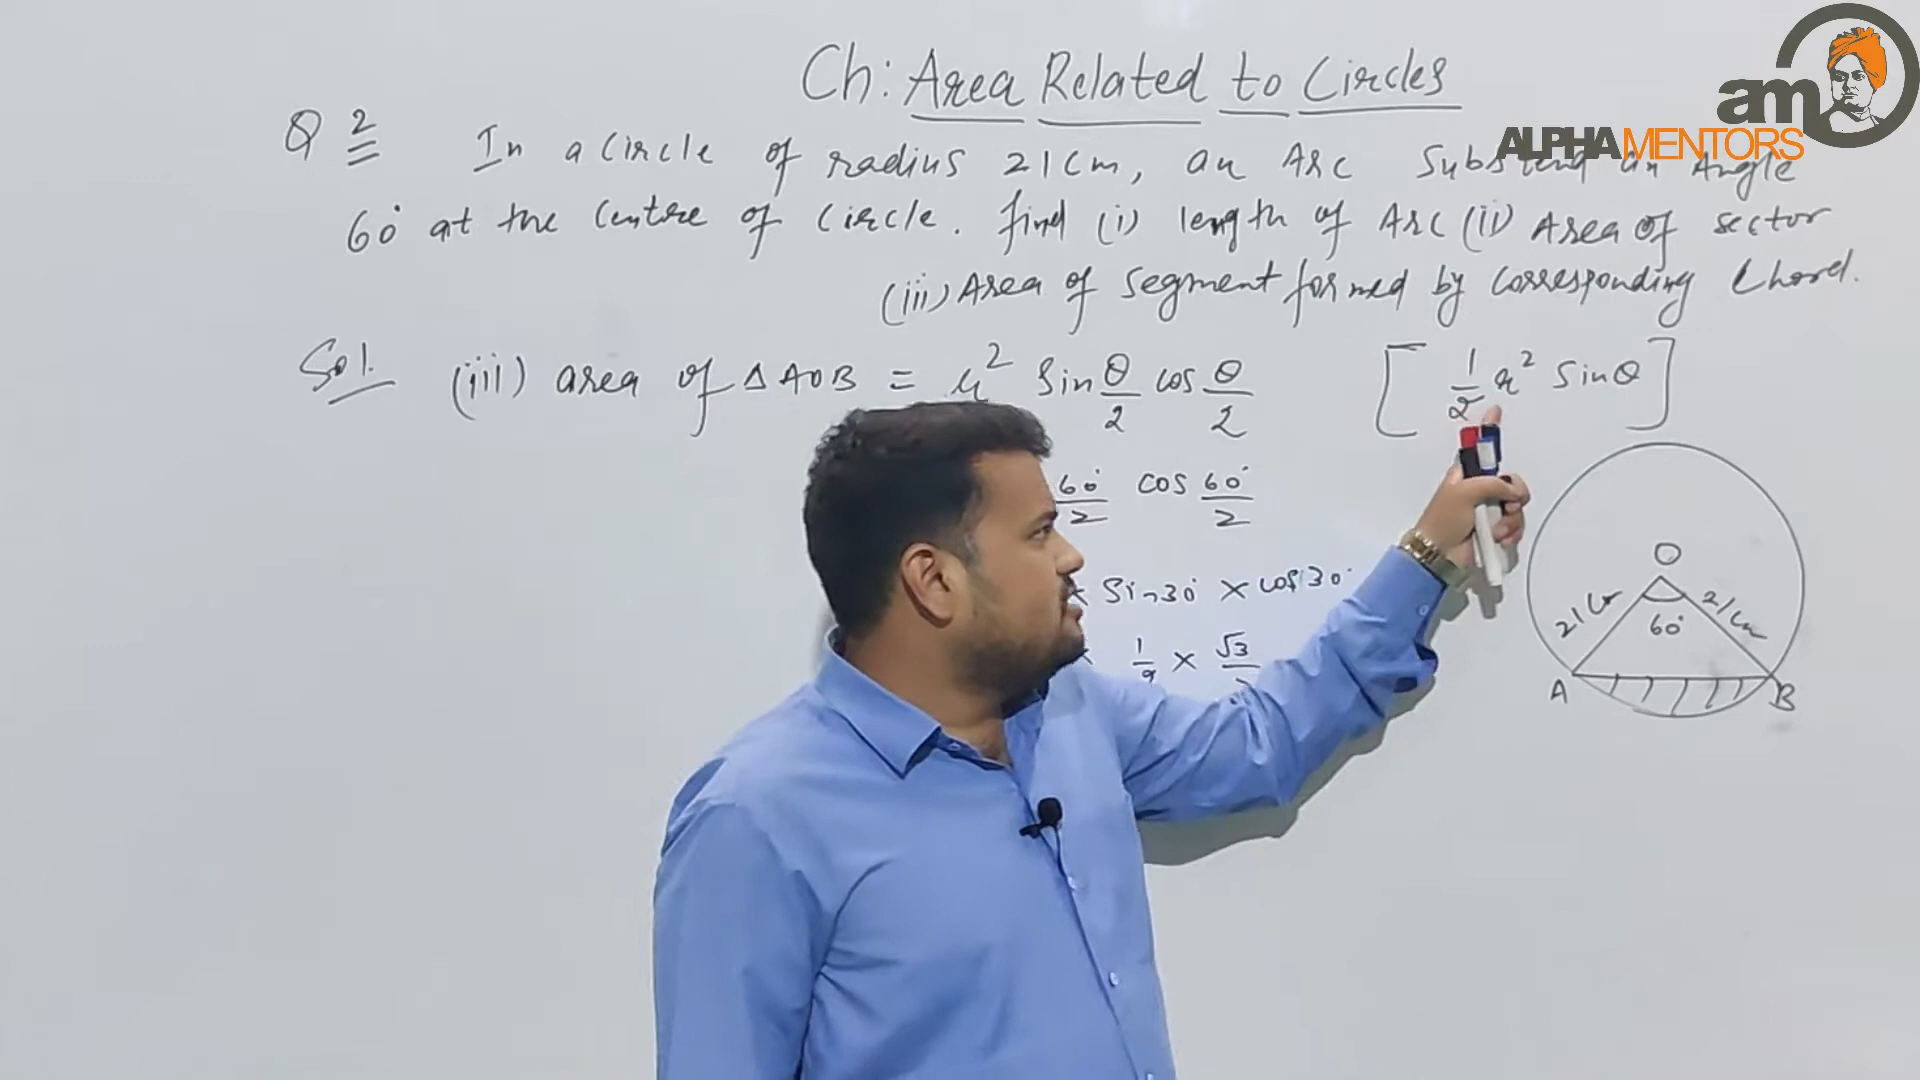 Ch: Area Related to Circles
am
ALPHAMENTORS
Q 2 In a circle of radius 21cm, an Arc Substend an Angle
60° at the Centre of Circle. find (i) length of Arc (ii) Area of sector
(iii) Area of segment formed by Corresponding Chord.
Sol. (iii) area of ΔAOB = r² Sin θ/2 cos θ/2 [1/2 r² Sinθ]
60°/2 cos 60°/2
× Sin30° × cos30°
× 1/2 × √3/2
O
21cm 21cm
60°
A B